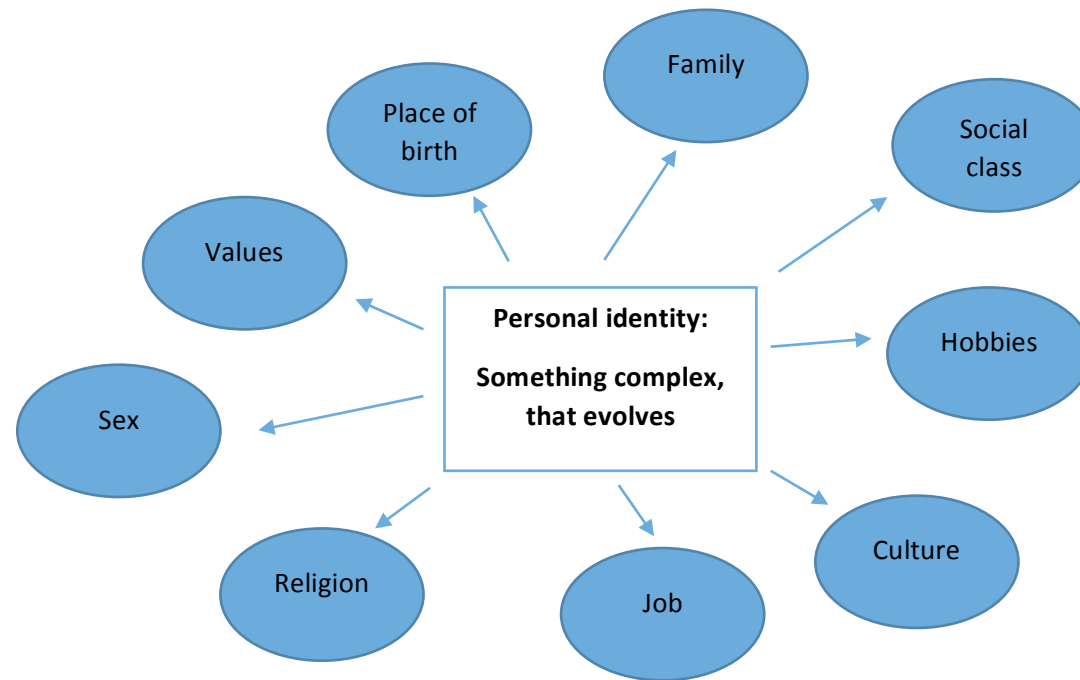 Family
Place of
birth
Social
class
Values
Personal identity:
Something complex,
that evolves
Hobbies
Sex
Culture
Religion
Job